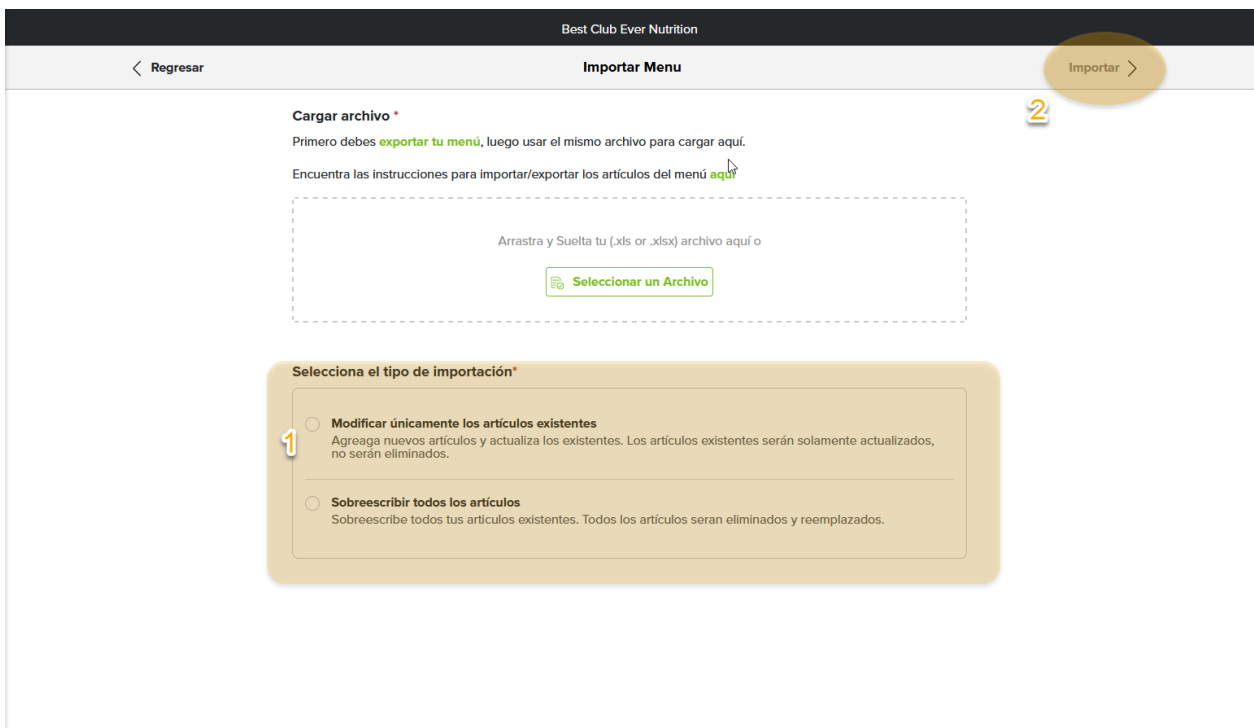 Best Club Ever Nutrition
Regresar
Importar Menu
Importar
2
Cargar archivo *
Primero debes exportar tu menú, luego usar el mismo archivo para cargar aquí.
Encuentra las instrucciones para importar/exportar los artículos del menú aquí
Arrastra y Suelta tu (.xls or .xlsx) archivo aquí o
Seleccionar un Archivo
Selecciona el tipo de importación*
1
Modificar únicamente los artículos existentes
Agreaga nuevos artículos y actualiza los existentes. Los artículos existentes serán solamente actualizados,
no serán eliminados.
Sobreescribir todos los artículos
Sobreescribe todos tus articulos existentes. Todos los artículos seran eliminados y reemplazados.